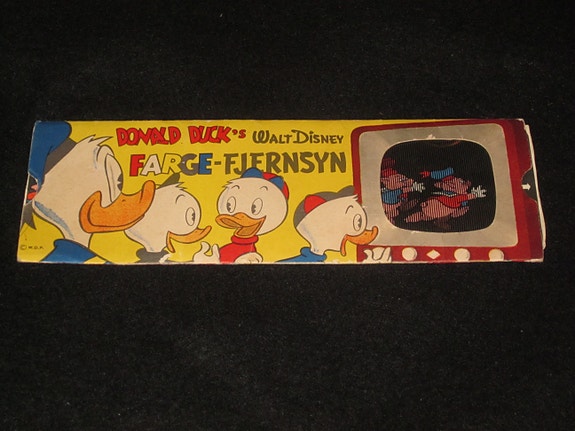 DONALD DUCK's WALT DISNEY
FARGE-FJERNSYN
© W.D.P.